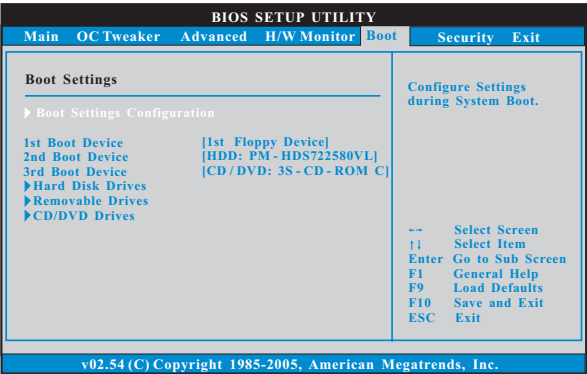 BIOS SETUP UTILITY
Main OC Tweaker Advanced H/W Monitor Boot Security Exit
Boot Settings
Boot Settings Configuration
1st Boot Device [1st Floppy Device]
2nd Boot Device [HDD: PM-HDS722580VL]
3rd Boot Device [CD/DVD: 3S-CD-ROM C]
Hard Disk Drives
Removable Drives
CD/DVD Drives
Configure Settings
during System Boot.
←→ Select Screen
↑↓ Select Item
Enter Go to Sub Screen
F1 General Help
F9 Load Defaults
F10 Save and Exit
ESC Exit
v02.54 (C) Copyright 1985-2005, American Megatrends, Inc.